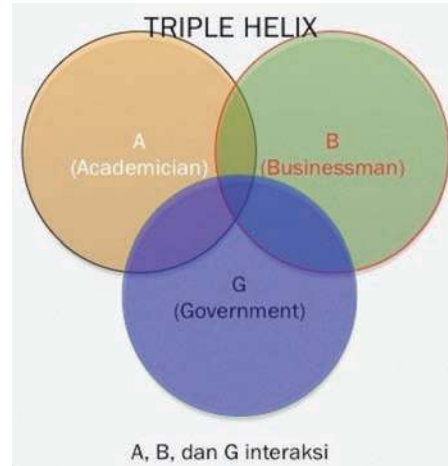 TRIPLE HELIX
A
(Academician)
B
(Businessman)
G
(Government)
A, B, dan G interaksi